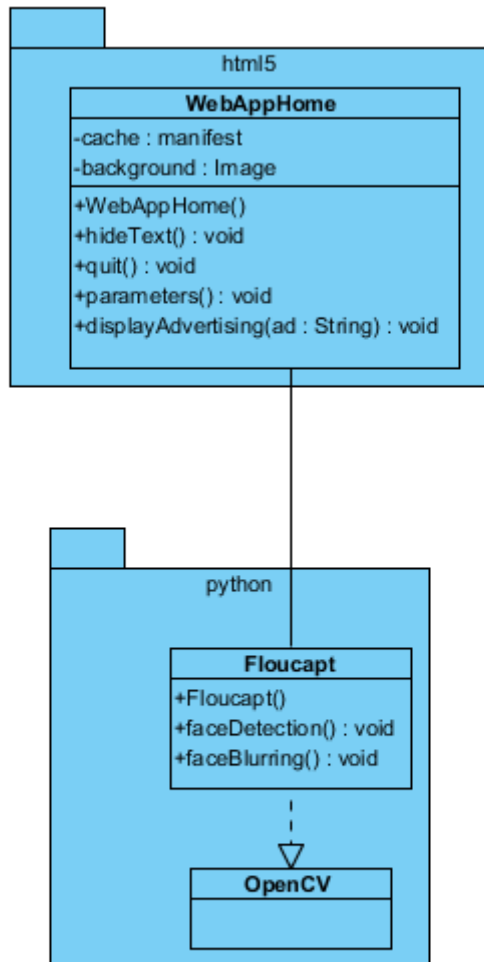 html5
WebAppHome
-cache : manifest
-background : Image
+WebAppHome()
+hideText() : void
+quit() : void
+parameters() : void
+displayAdvertising(ad : String) : void
python
Floucapt
+Floucapt()
+faceDetection() : void
+faceBlurring() : void
OpenCV